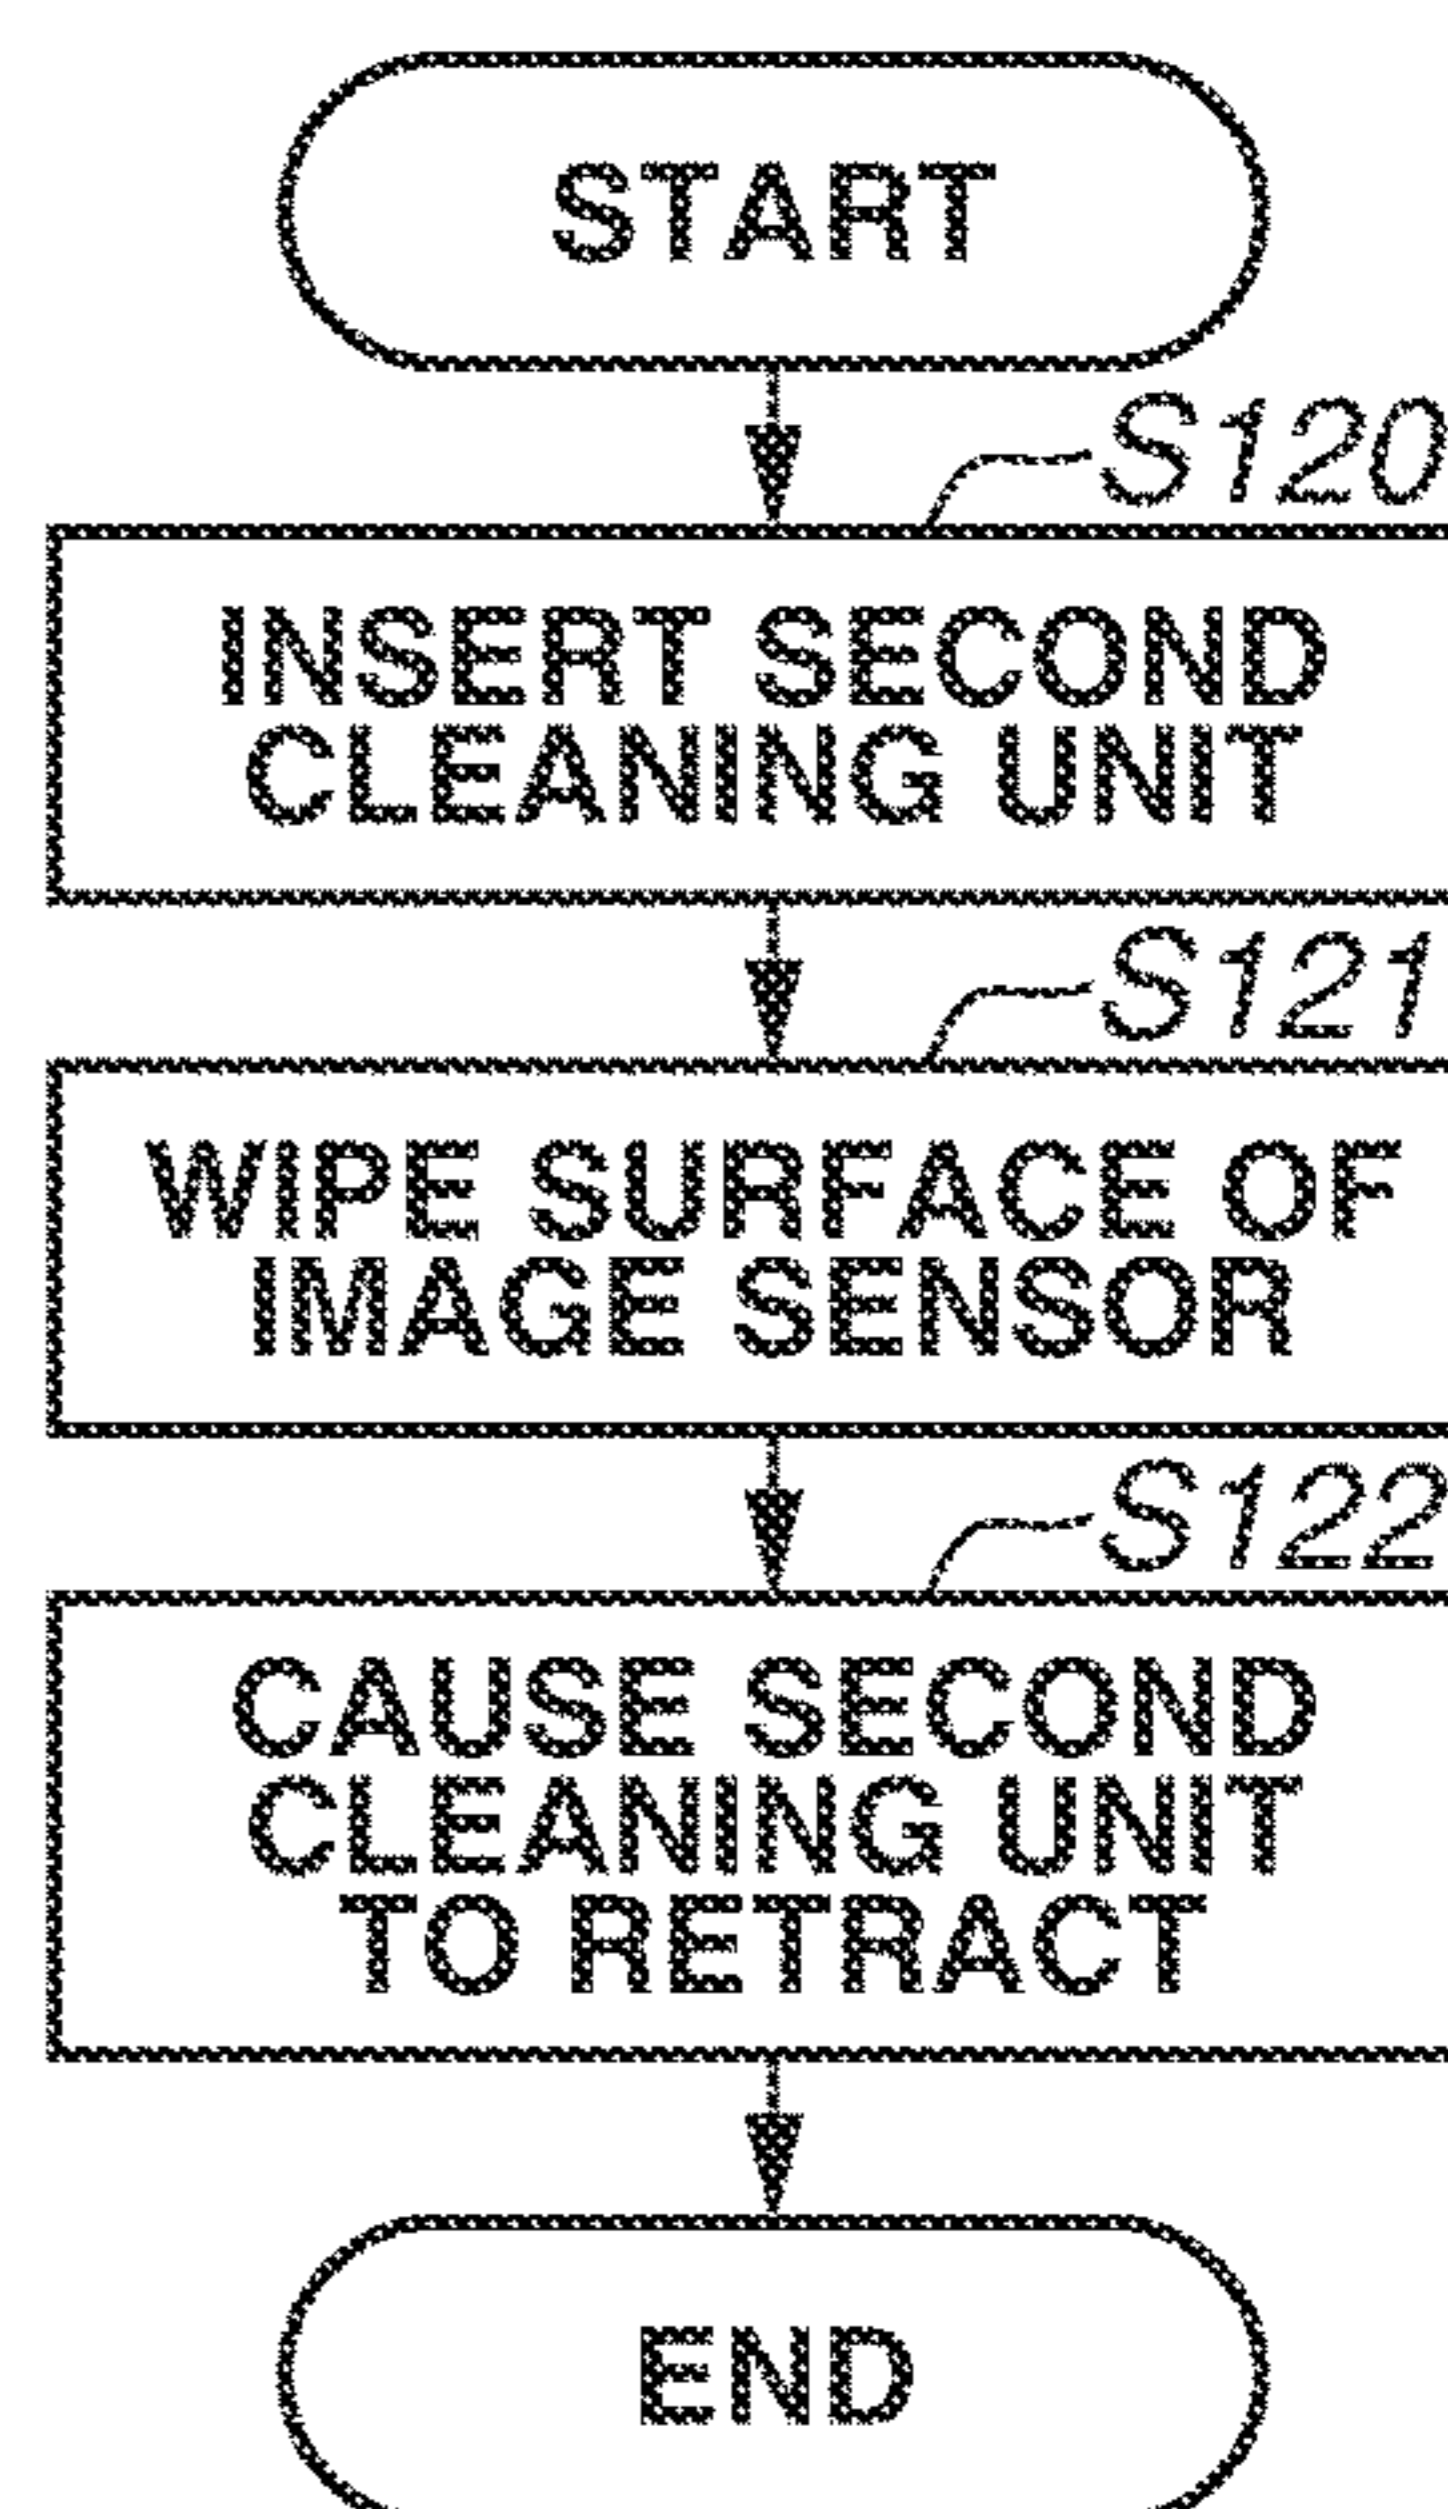 START
S120
INSERT SECOND
CLEANING UNIT
S121
WIPE SURFACE OF
IMAGE SENSOR
S122
CAUSE SECOND
CLEANING UNIT
TO RETRACT
END